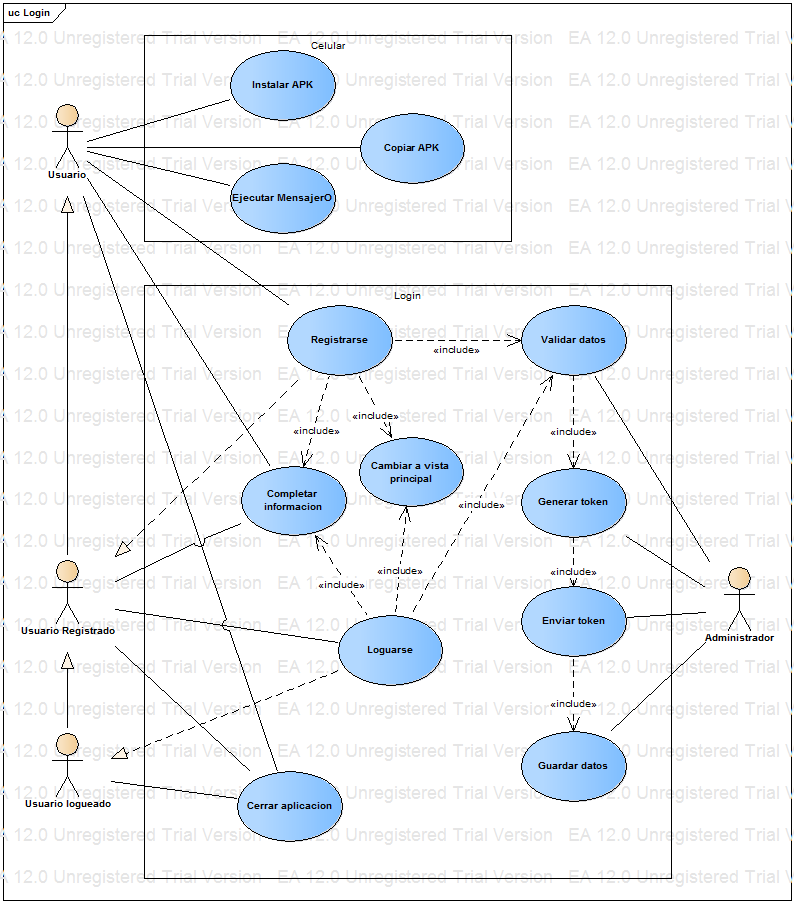 uc Login
Celular
Instalar APK
Copiar APK
Usuario
Ejecutar MensajerO
Login
Registrarse
Validar datos
«include»
«include»
«include»
«include»
Cambiar a vista
principal
Completar
informacion
Generar token
«include»
«include»
«include»
«include»
Usuario Registrado
Enviar token
Administrador
Loguarse
«include»
Guardar datos
Usuario logueado
Cerrar aplicacion
EA 12.0 Unregistered Trial Version